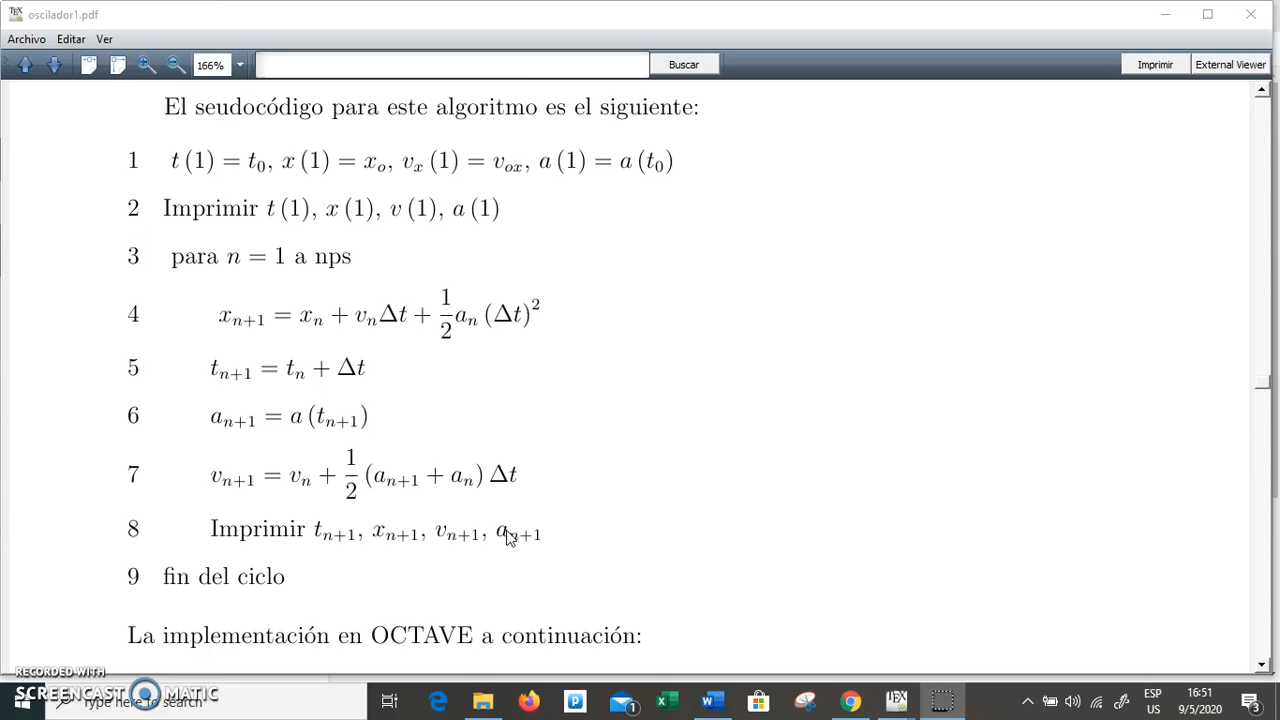 oscilador1.pdf
Archivo Editar Ver
166% Buscar Imprimir External Viewer
El seudocódigo para este algoritmo es el siguiente:
1 t (1) = t₀, x (1) = xₒ, vₓ (1) = vₒₓ, a (1) = a (t₀)
2 Imprimir t (1), x (1), v (1), a (1)
3 para n = 1 a nps
4 xₙ₊₁ = xₙ + vₙΔt + 1/2 aₙ (Δt)²
5 tₙ₊₁ = tₙ + Δt
6 aₙ₊₁ = a (tₙ₊₁)
7 vₙ₊₁ = vₙ + 1/2 (aₙ₊₁ + aₙ) Δt
8 Imprimir tₙ₊₁, xₙ₊₁, vₙ₊₁, aₙ₊₁
9 fin del ciclo
La implementación en OCTAVE a continuación:
RECORDED WITH
SCREENCAST MATIC
Type here to search
ESP
US
16:51
9/5/2020